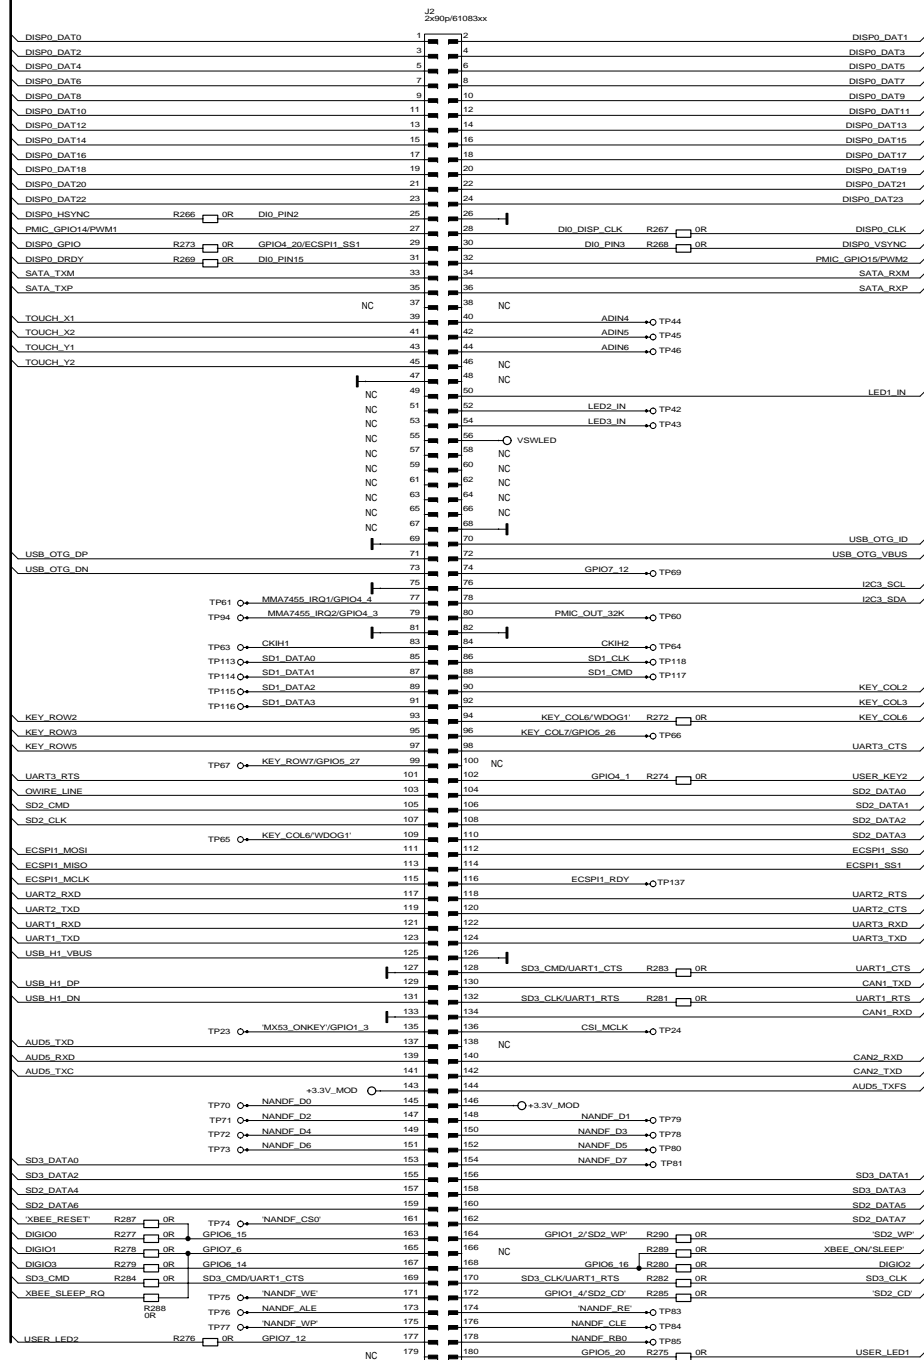 J2
2x90p/61083xx
DISP0_DAT0 1 2 DISP0_DAT1
DISP0_DAT2 3 4 DISP0_DAT3
DISP0_DAT4 5 6 DISP0_DAT5
DISP0_DAT6 7 8 DISP0_DAT7
DISP0_DAT8 9 10 DISP0_DAT9
DISP0_DAT10 11 12 DISP0_DAT11
DISP0_DAT12 13 14 DISP0_DAT13
DISP0_DAT14 15 16 DISP0_DAT15
DISP0_DAT16 17 18 DISP0_DAT17
DISP0_DAT18 19 20 DISP0_DAT19
DISP0_DAT20 21 22 DISP0_DAT21
DISP0_DAT22 23 24 DISP0_DAT23
DISP0_HSYNC R266 0R DI0_PIN2 25 26
PMIC_GPIO14/PWM1 27 28 DI0_DISP_CLK R267 0R DISP0_CLK
DISP0_GPIO R273 0R GPIO4_20/ECSPI1_SS1 29 30 DI0_PIN3 R268 0R DISP0_VSYNC
DISP0_DRDY R269 0R DI0_PIN15 31 32 PMIC_GPIO15/PWM2
SATA_TXM 33 34 SATA_RXM
SATA_TXP 35 36 SATA_RXP
NC 37 38 NC
TOUCH_X1 39 40 ADIN4 TP44
TOUCH_X2 41 42 ADIN5 TP45
TOUCH_Y1 43 44 ADIN6 TP46
TOUCH_Y2 45 46 NC
47 48 NC
NC 49 50 LED1_IN
NC 51 52 LED2_IN TP42
NC 53 54 LED3_IN TP43
NC 55 56 VSWLED
NC 57 58 NC
NC 59 60 NC
NC 61 62 NC
NC 63 64 NC
NC 65 66 NC
NC 67 68
69 70 USB_OTG_ID
USB_OTG_DP 71 72 USB_OTG_VBUS
USB_OTG_DN 73 74 GPIO7_12 TP69
75 76 I2C3_SCL
TP61 MMA7455_IRQ1/GPIO4_4 77 78 I2C3_SDA
TP94 MMA7455_IRQ2/GPIO4_3 79 80 PMIC_OUT_32K TP60
81 82
TP63 CKIH1 83 84 CKIH2 TP64
TP113 SD1_DATA0 85 86 SD1_CLK TP118
TP114 SD1_DATA1 87 88 SD1_CMD TP117
TP115 SD1_DATA2 89 90 KEY_COL2
TP116 SD1_DATA3 91 92 KEY_COL3
KEY_ROW2 93 94 KEY_COL6/'WDOG1' R272 0R KEY_COL6
KEY_ROW3 95 96 KEY_COL7/GPIO5_26 TP66
KEY_ROW5 97 98 UART3_CTS
TP67 KEY_ROW7/GPIO5_27 99 100 NC
UART3_RTS 101 102 GPIO4_1 R274 0R USER_KEY2
OWIRE_LINE 103 104 SD2_DATA0
SD2_CMD 105 106 SD2_DATA1
SD2_CLK 107 108 SD2_DATA2
TP65 KEY_COL6/'WDOG1' 109 110 SD2_DATA3
ECSPI1_MOSI 111 112 ECSPI1_SS0
ECSPI1_MISO 113 114 ECSPI1_SS1
ECSPI1_MCLK 115 116 ECSPI1_RDY TP137
UART2_RXD 117 118 UART2_RTS
UART2_TXD 119 120 UART2_CTS
UART1_RXD 121 122 UART3_RXD
UART1_TXD 123 124 UART3_TXD
USB_H1_VBUS 125 126
127 128 SD3_CMD/UART1_CTS R283 0R UART1_CTS
USB_H1_DP 129 130 CAN1_TXD
USB_H1_DN 131 132 SD3_CLK/UART1_RTS R281 0R UART1_RTS
133 134 CAN1_RXD
TP23 'MX53_ONKEY'/GPIO1_3 135 136 CSI_MCLK TP24
AUD5_TXD 137 138 NC
AUD5_RXD 139 140 CAN2_RXD
AUD5_TXC 141 142 CAN2_TXD
+3.3V_MOD 143 144 AUD5_TXFS
TP70 NANDF_D0 145 146 +3.3V_MOD
TP71 NANDF_D2 147 148 NANDF_D1 TP79
TP72 NANDF_D4 149 150 NANDF_D3 TP78
TP73 NANDF_D6 151 152 NANDF_D5 TP80
SD3_DATA0 153 154 NANDF_D7 TP81
SD3_DATA2 155 156 SD3_DATA1
SD2_DATA4 157 158 SD3_DATA3
SD2_DATA6 159 160 SD2_DATA5
'XBEE_RESET' R287 0R TP74 'NANDF_CS0' 161 162 SD2_DATA7
DIGIO0 R277 0R GPIO6_15 163 164 GPIO1_2/'SD2_WP' R290 0R 'SD2_WP'
DIGIO1 R278 0R GPIO7_6 165 166 NC R289 0R XBEE_ON/'SLEEP'
DIGIO3 R279 0R GPIO6_14 167 168 GPIO6_16 R280 0R DIGIO2
SD3_CMD R284 0R SD3_CMD/UART1_CTS 169 170 SD3_CLK/UART1_RTS R282 0R SD3_CLK
XBEE_SLEEP_RQ R288 0R TP75 'NANDF_WE' 171 172 GPIO1_4/'SD2_CD' R285 0R 'SD2_CD'
TP76 NANDF_ALE 173 174 'NANDF_RE' TP83
TP77 'NANDF_WP' 175 176 NANDF_CLE TP84
USER_LED2 R276 0R GPIO7_12 177 178 NANDF_RB0 TP85
NC 179 180 GPIO5_20 R275 0R USER_LED1